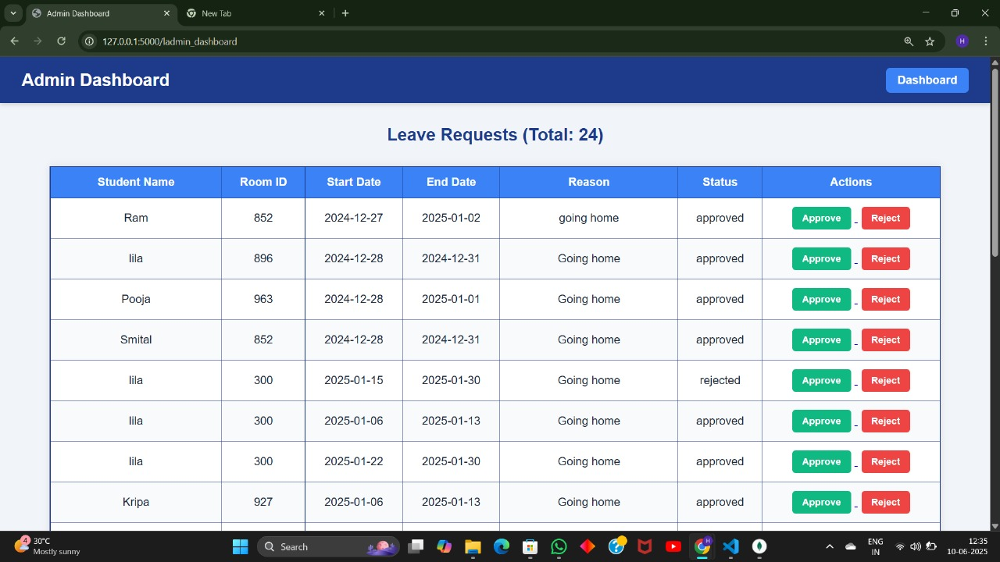 Admin Dashboard
New Tab
127.0.0.1:5000/ladmin_dashboard
H
Admin Dashboard
Dashboard
Leave Requests (Total: 24)
Student Name Room ID Start Date End Date Reason Status Actions
Ram 852 2024-12-27 2025-01-02 going home approved Approve - Reject
lila 896 2024-12-28 2024-12-31 Going home approved Approve - Reject
Pooja 963 2024-12-28 2025-01-01 Going home approved Approve - Reject
Smital 852 2024-12-28 2024-12-31 Going home approved Approve - Reject
lila 300 2025-01-15 2025-01-30 Going home rejected Approve - Reject
lila 300 2025-01-06 2025-01-13 Going home approved Approve - Reject
lila 300 2025-01-22 2025-01-30 Going home approved Approve - Reject
Kripa 927 2025-01-06 2025-01-13 Going home approved Approve - Reject
4
30°C
Mostly sunny
Search
H
ENG
IN
12:35
10-06-2025